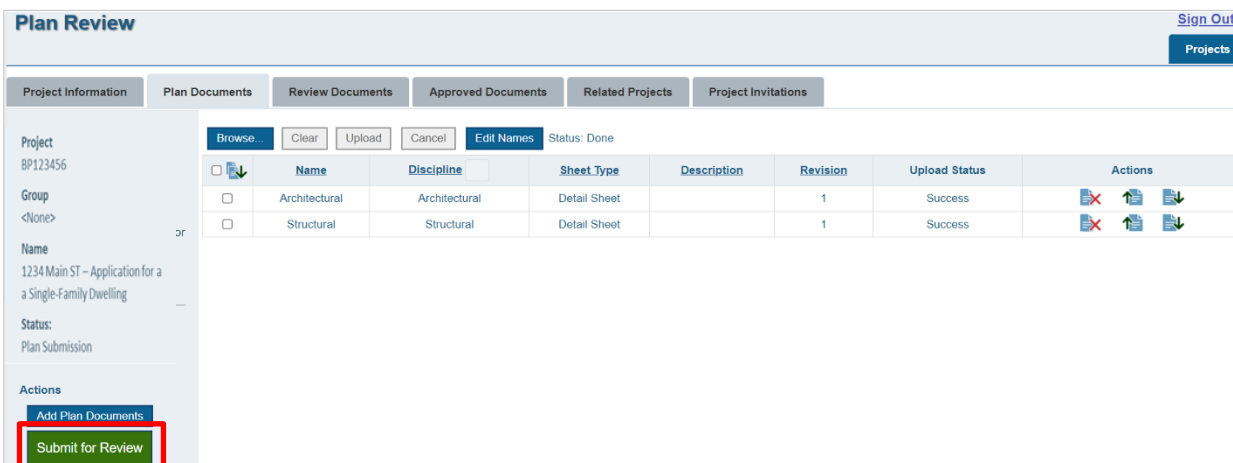 Plan Review
Sign Out
Projects
Project Information Plan Documents Review Documents Approved Documents Related Projects Project Invitations
Project
BP123456
Group
<None>
or
Name
1234 Main ST – Application for a
a Single-Family Dwelling
Status:
Plan Submission
Actions
Add Plan Documents
Submit for Review
Browse... Clear Upload Cancel Edit Names Status: Done
Name Discipline Sheet Type Description Revision Upload Status Actions
Architectural Architectural Detail Sheet 1 Success
Structural Structural Detail Sheet 1 Success